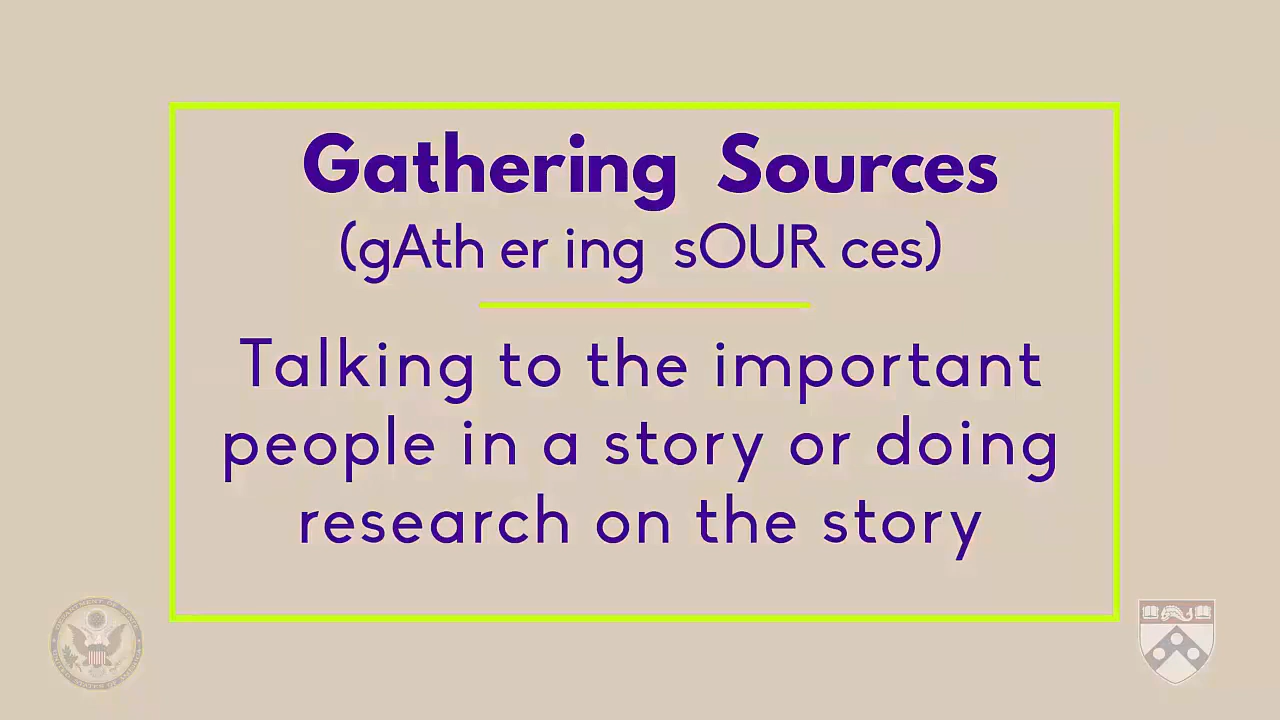 Gathering Sources
(gAth er ing sOUR ces)
Talking to the important
people in a story or doing
research on the story